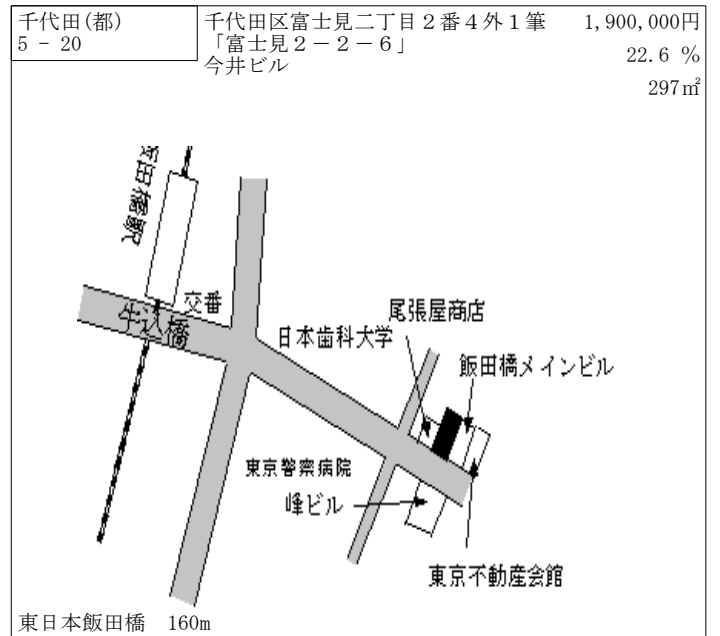 千代田(都)
5 − 20
千代田区富士見二丁目２番４外１筆
「富士見２−２−６」
今井ビル
1,900,000円
22.6 %
297㎡
飯田橋駅
交番
牛込橋
尾張屋商店
日本歯科大学
飯田橋メインビル
東京警察病院
峰ビル
東京不動産会館
東日本飯田橋　160m